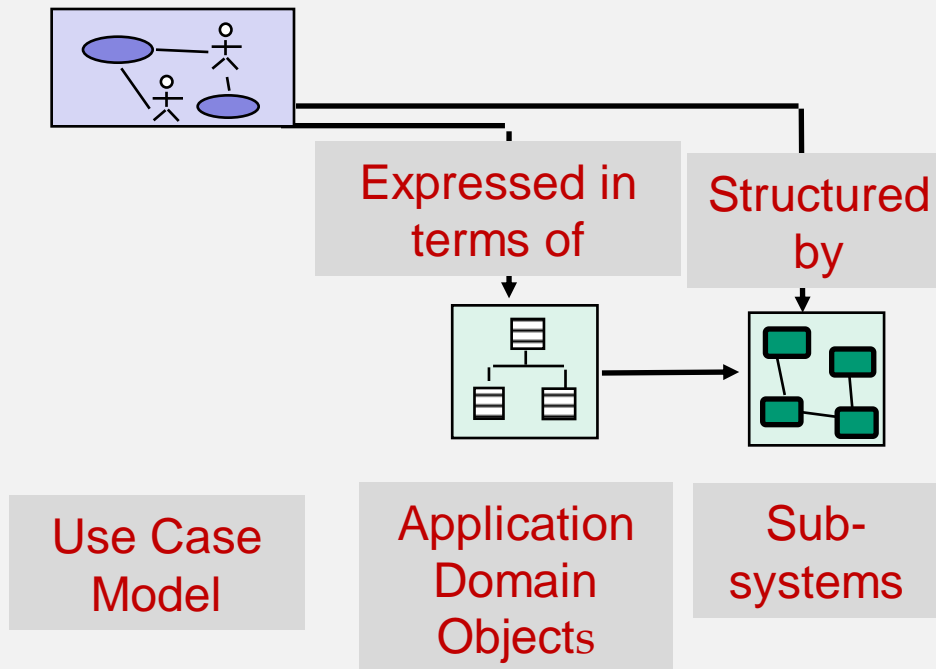 Expressed in
terms of
Structured
by
Use Case
Model
Application
Domain
Objects
Sub-
systems